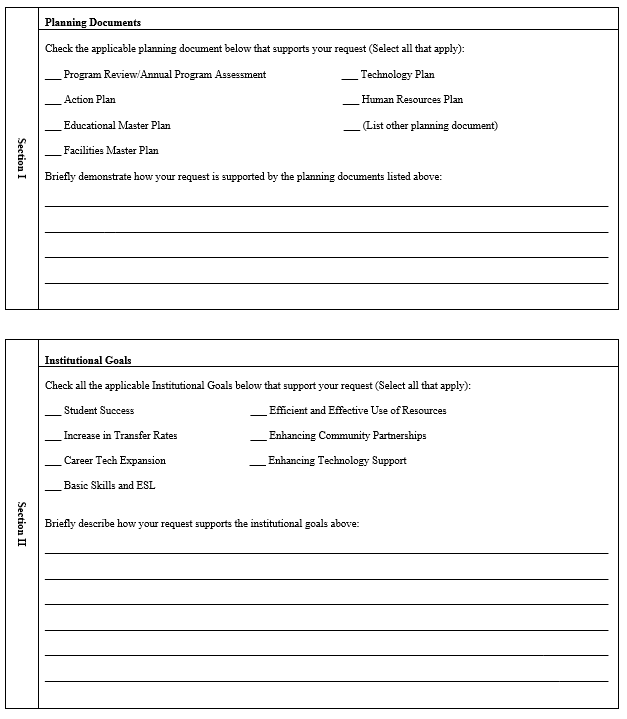 Section I
Planning Documents
Check the applicable planning document below that supports your request (Select all that apply):
___ Program Review/Annual Program Assessment ___ Technology Plan
___ Action Plan ___ Human Resources Plan
___ Educational Master Plan ___ (List other planning document)
___ Facilities Master Plan
Briefly demonstrate how your request is supported by the planning documents listed above:
Section II
Institutional Goals
Check all the applicable Institutional Goals below that support your request (Select all that apply):
___ Student Success ___ Efficient and Effective Use of Resources
___ Increase in Transfer Rates ___ Enhancing Community Partnerships
___ Career Tech Expansion ___ Enhancing Technology Support
___ Basic Skills and ESL
Briefly describe how your request supports the institutional goals above: